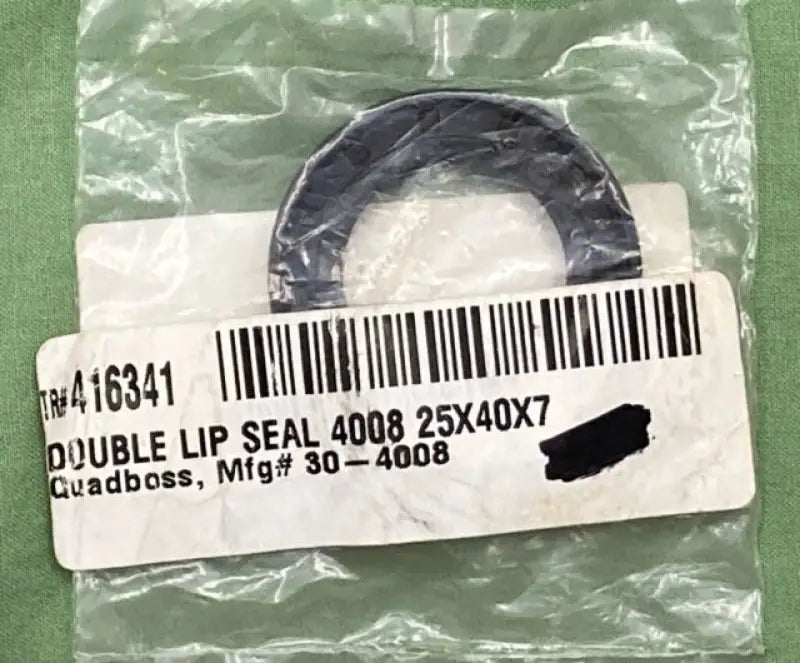 TR#416341
DOUBLE LIP SEAL 4008 25X40X7
Quadboss, Mfg# 30-4008